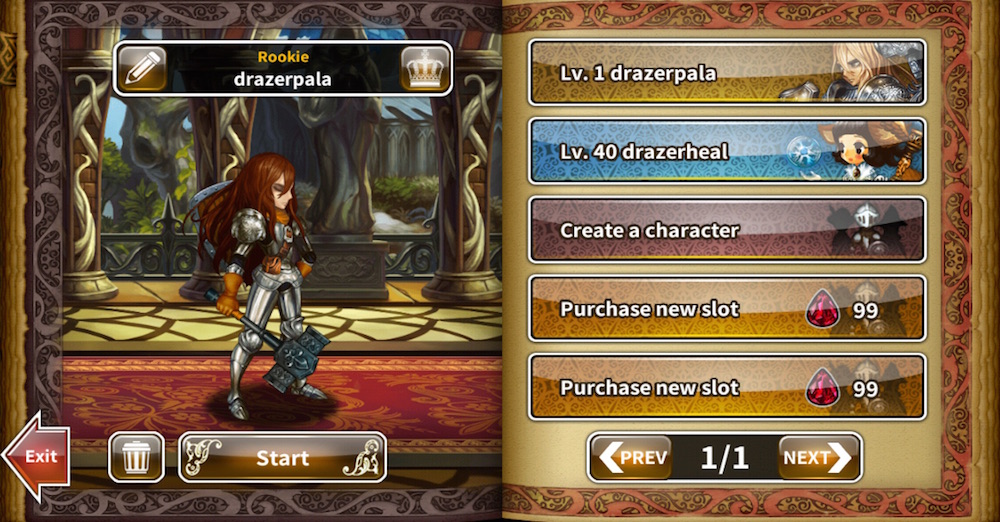 Rookie
drazerpala
Exit
Start
Lv. 1 drazerpala
Lv. 40 drazerheal
Create a character
Purchase new slot 99
Purchase new slot 99
PREV 1/1 NEXT